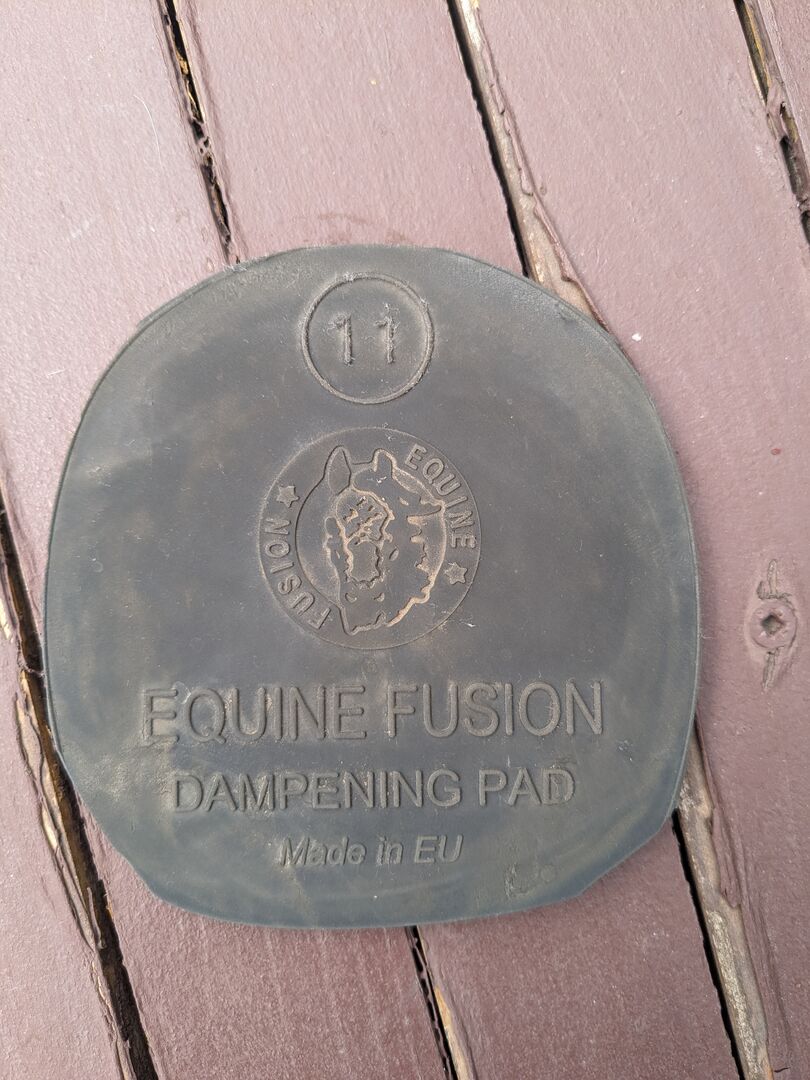 11
EQUINE
FUSION
EQUINE FUSION
DAMPENING PAD
Made in EU